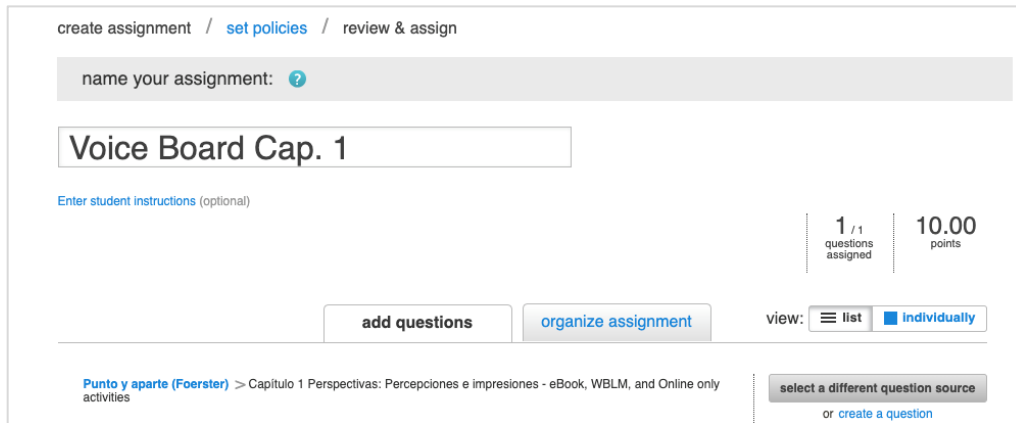 create assignment / set policies / review & assign
name your assignment: ?
Voice Board Cap. 1
Enter student instructions (optional)
1 / 1
questions
assigned
10.00
points
add questions
organize assignment
view: list individually
Punto y aparte (Foerster) > Capítulo 1 Perspectivas: Percepciones e impresiones - eBook, WBLM, and Online only
activities
select a different question source
or create a question